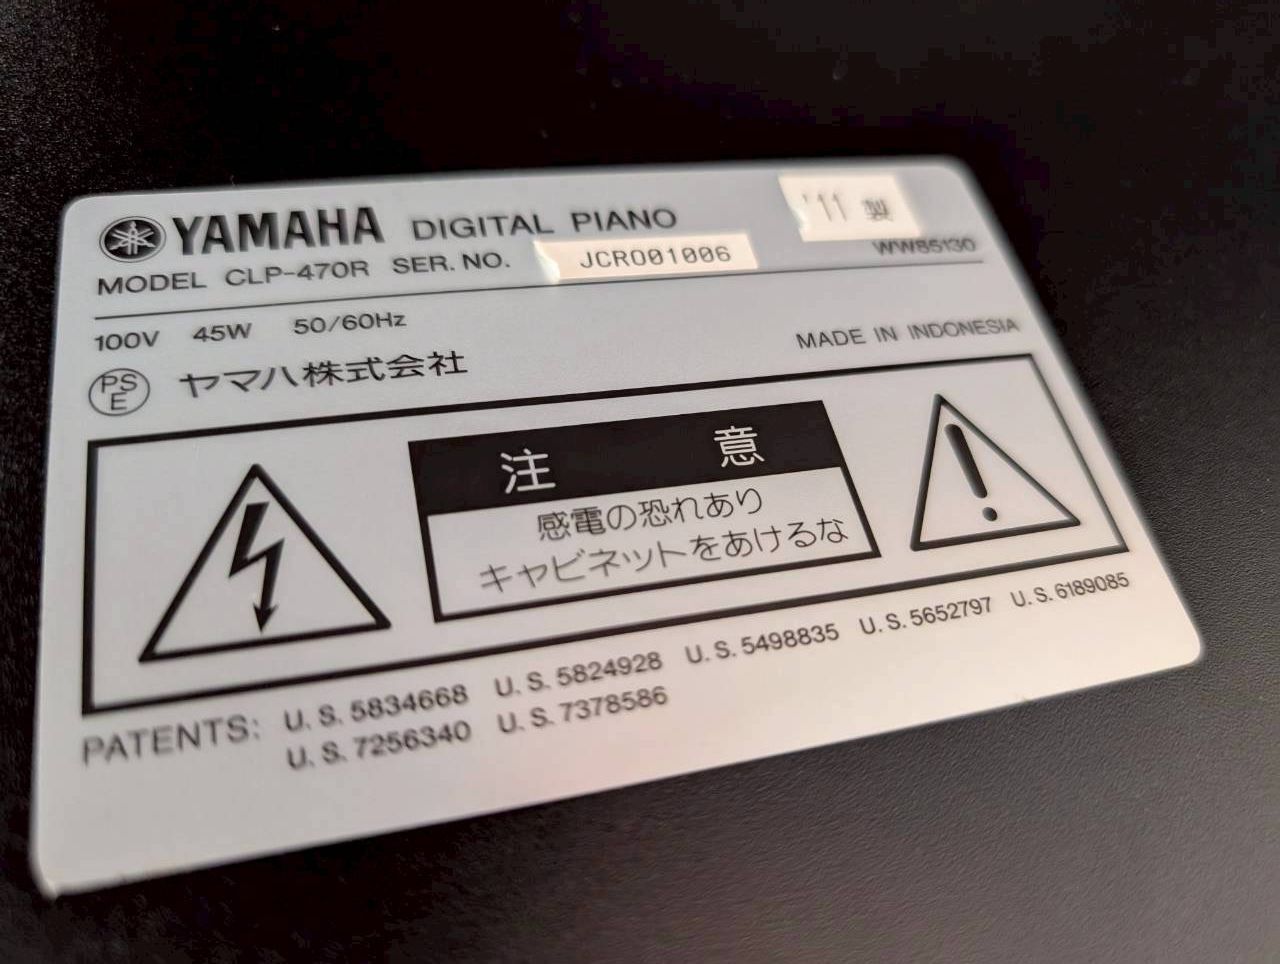 YAMAHA DIGITAL PIANO '11 製
MODEL CLP-470R SER. NO. JCRO01006 WW85130
100V 45W 50/60Hz MADE IN INDONESIA
PS
E
ヤマハ株式会社
注 意
感電の恐れあり
キャビネットをあけるな
PATENTS: U.S.5834668 U.S.5824928 U.S.5498835 U.S.5652797 U.S.6189085
U.S.7256340 U.S.7378586